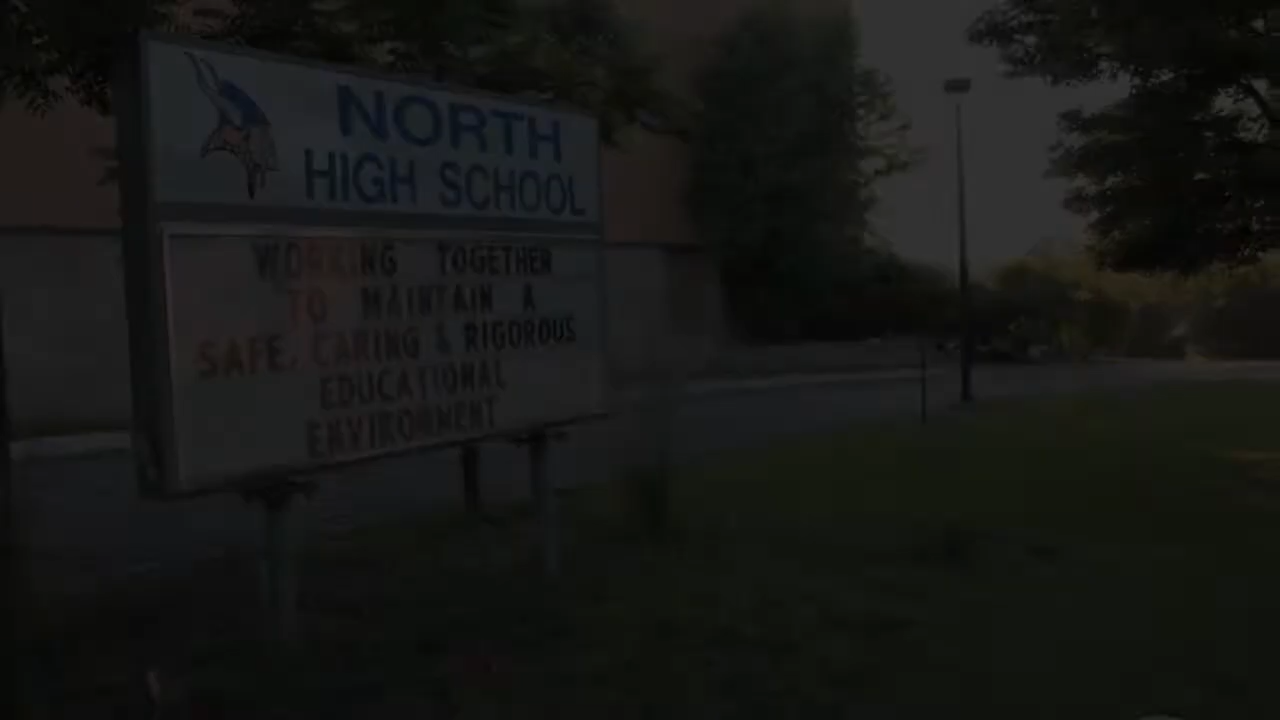 NORTH
HIGH SCHOOL
WORKING TOGETHER
TO MAINTAIN A
SAFE, CARING & RIGOROUS
EDUCATIONAL
ENVIRONMENT